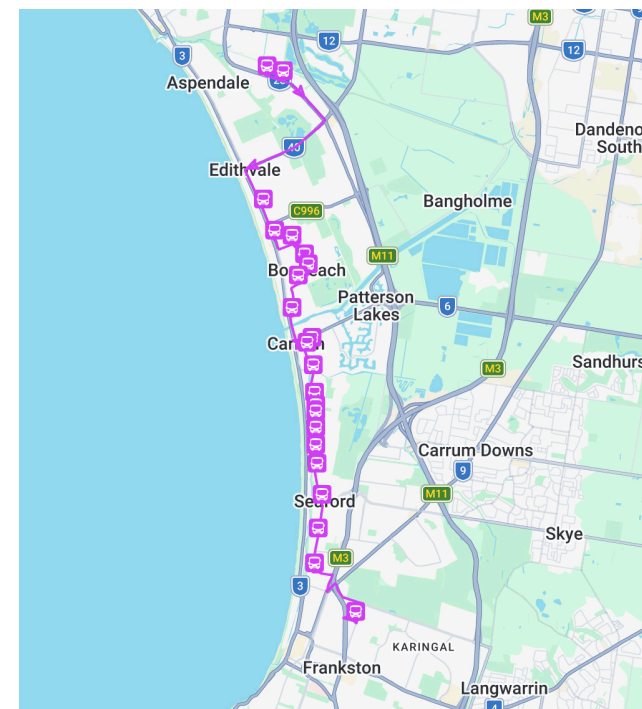 M3
12
3
12
Aspendale
Dandeno
South
40
Edithvale
Bangholme
C996
M11
Patterson
Lakes
6
M3
Sandhurs
Carrum Downs
9
M11
Seaford
Skye
M3
3
KARINGAL
Frankston
Langwarrin
4